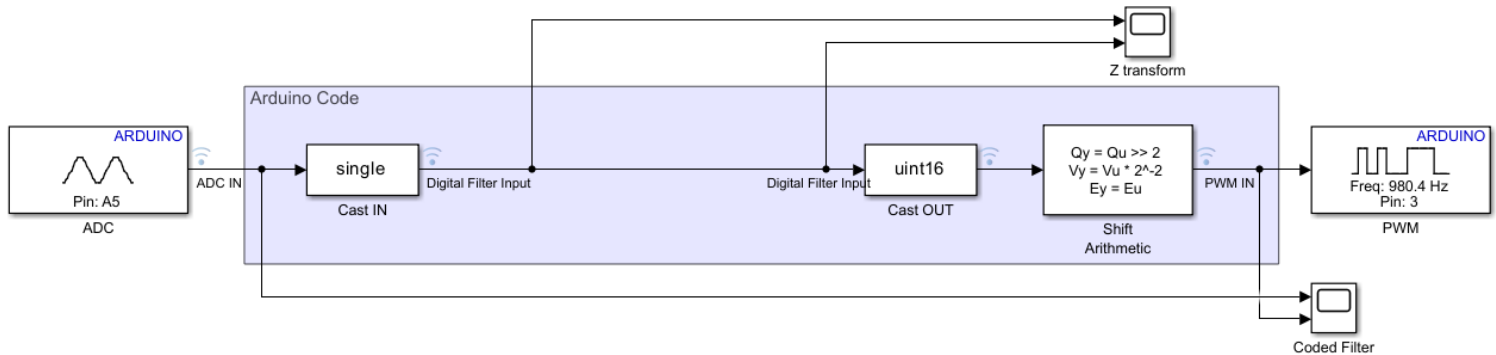 Z transform
Arduino Code
ARDUINO
Pin: A5
ADC
ADC IN
single
Cast IN
Digital Filter Input
Digital Filter Input
uint16
Cast OUT
Qy = Qu >> 2
Vy = Vu * 2^-2
Ey = Eu
Shift
Arithmetic
PWM IN
ARDUINO
Freq: 980.4 Hz
Pin: 3
PWM
Coded Filter